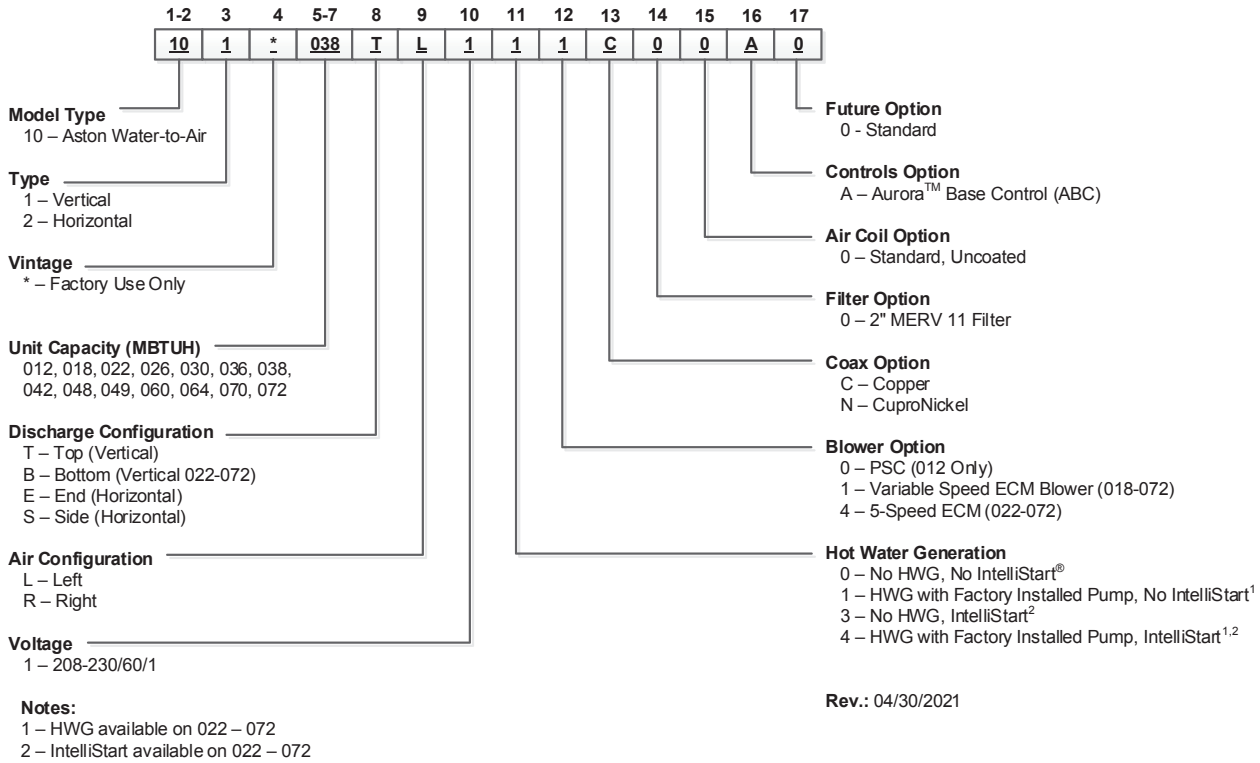 1-2 3 4 5-7 8 9 10 11 12 13 14 15 16 17
10 1 * 038 T L 1 1 1 C 0 0 A 0
Model Type
10 – Aston Water-to-Air
Type
1 – Vertical
2 – Horizontal
Vintage
* – Factory Use Only
Unit Capacity (MBTUH)
012, 018, 022, 026, 030, 036, 038,
042, 048, 049, 060, 064, 070, 072
Discharge Configuration
T – Top (Vertical)
B – Bottom (Vertical 022-072)
E – End (Horizontal)
S – Side (Horizontal)
Air Configuration
L – Left
R – Right
Voltage
1 – 208-230/60/1
Notes:
1 – HWG available on 022 – 072
2 – IntelliStart available on 022 – 072
Future Option
0 - Standard
Controls Option
A – Aurora™ Base Control (ABC)
Air Coil Option
0 – Standard, Uncoated
Filter Option
0 – 2" MERV 11 Filter
Coax Option
C – Copper
N – CuproNickel
Blower Option
0 – PSC (012 Only)
1 – Variable Speed ECM Blower (018-072)
4 – 5-Speed ECM (022-072)
Hot Water Generation
0 – No HWG, No IntelliStart®
1 – HWG with Factory Installed Pump, No IntelliStart¹
3 – No HWG, IntelliStart²
4 – HWG with Factory Installed Pump, IntelliStart¹,²
Rev.: 04/30/2021